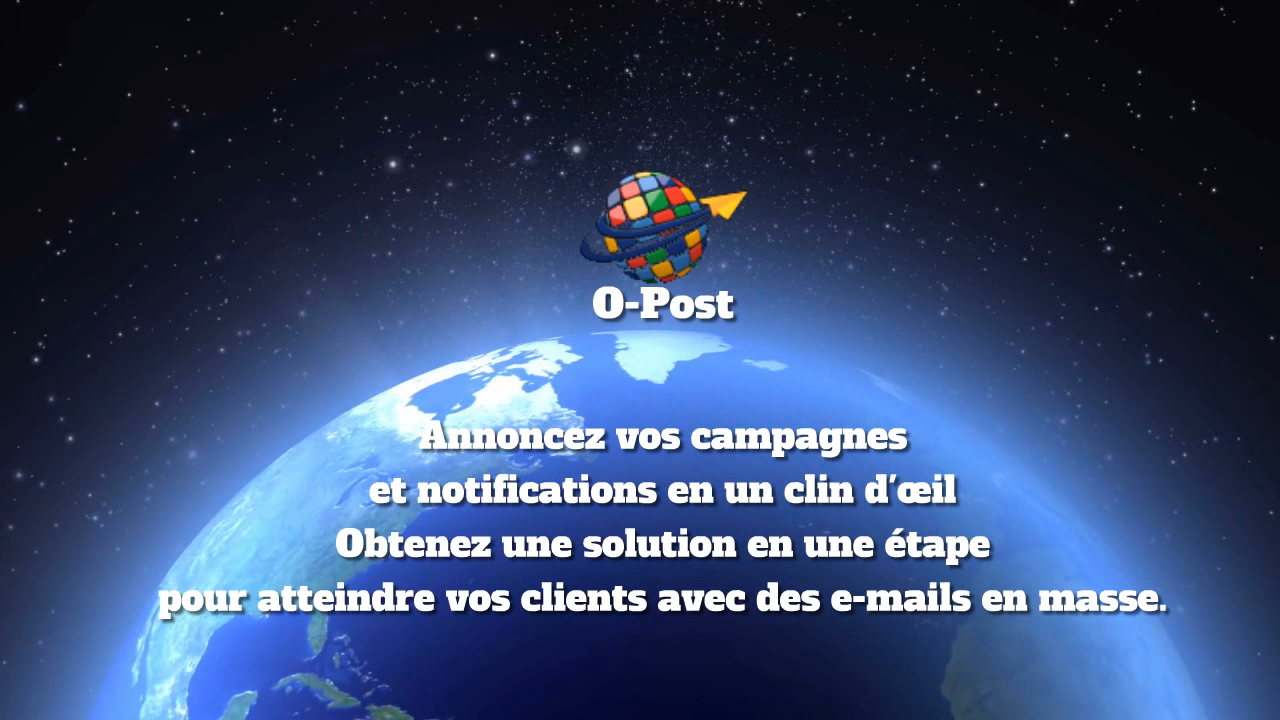 O-Post
Annoncez vos campagnes
et notifications en un clin d'œil
Obtenez une solution en une étape
pour atteindre vos clients avec des e-mails en masse.